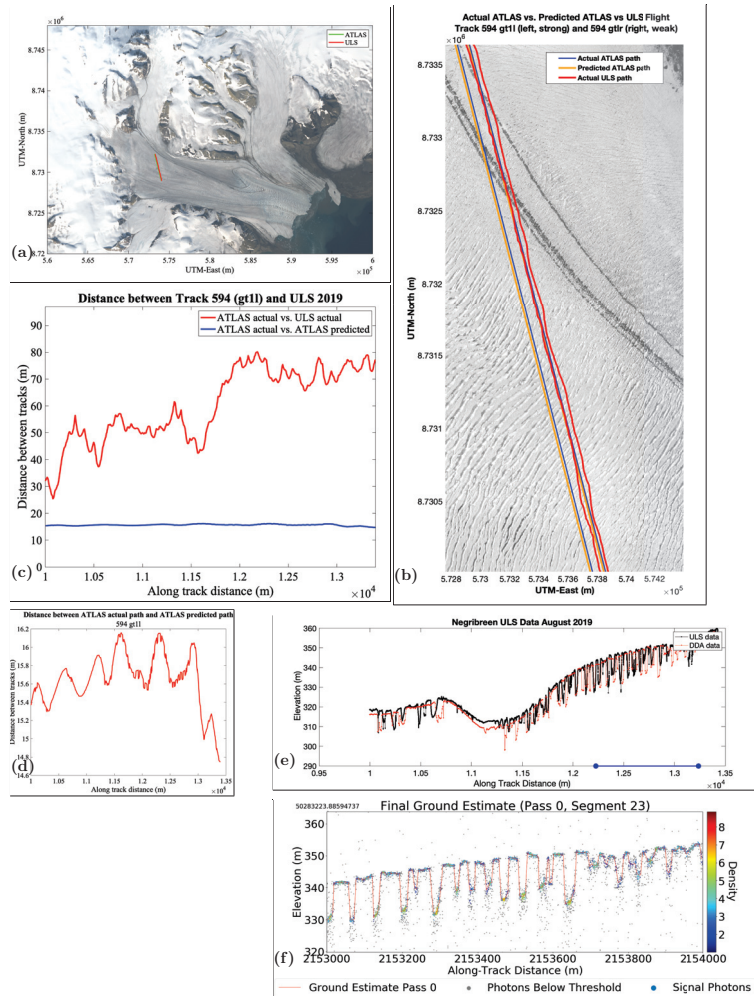 ×10⁶
8.745
8.74
8.735
8.73
8.725
8.72
UTM-North (m)
ATLAS
ULS
(a)
5.6
5.65
5.7
5.75
5.8
5.85
5.9
5.95
6
UTM-East (m)
×10⁵
Actual ATLAS vs. Predicted ATLAS vs ULS Flight
Track 594 gt1l (left, strong) and 594 gtlr (right, weak)
×10⁶
8.7335
8.733
8.7325
8.732
8.7315
8.731
8.7305
UTM-North (m)
Actual ATLAS path
Predicted ATLAS path
Actual ULS path
(b)
5.728
5.73
5.732
5.734
5.736
5.738
5.74
5.742
×10⁵
UTM-East (m)
Distance between Track 594 (gt1l) and ULS 2019
ATLAS actual vs. ULS actual
ATLAS actual vs. ATLAS predicted
90
80
70
60
50
40
30
20
10
0
Distance between tracks (m)
(c)
1
1.05
1.1
1.15
1.2
1.25
1.3
Along track distance (m)
×10⁴
Distance between ATLAS actual path and ATLAS predicted path
594 gt1l
16.2
16
15.8
15.6
15.4
15.2
15
14.8
14.6
Distance between tracks (m)
(d)
1
1.05
1.1
1.15
1.2
1.25
1.3
1.35
Along track distance (m)
×10⁴
Negribreen ULS Data August 2019
360
350
340
330
320
310
300
290
Elevation (m)
ULS data
DDA data
(e)
0.95
1
1.05
1.1
1.15
1.2
1.25
1.3
1.35
Along Track Distance (m)
×10⁴
50283223.88594737
Final Ground Estimate (Pass 0, Segment 23)
360
350
340
330
320
Elevation (m)
8
7
6
5
4
3
2
1
Density
(f)
2153000
2153200
2153400
2153600
2153800
2154000
Along-Track Distance (m)
Ground Estimate Pass 0
Photons Below Threshold
Signal Photons